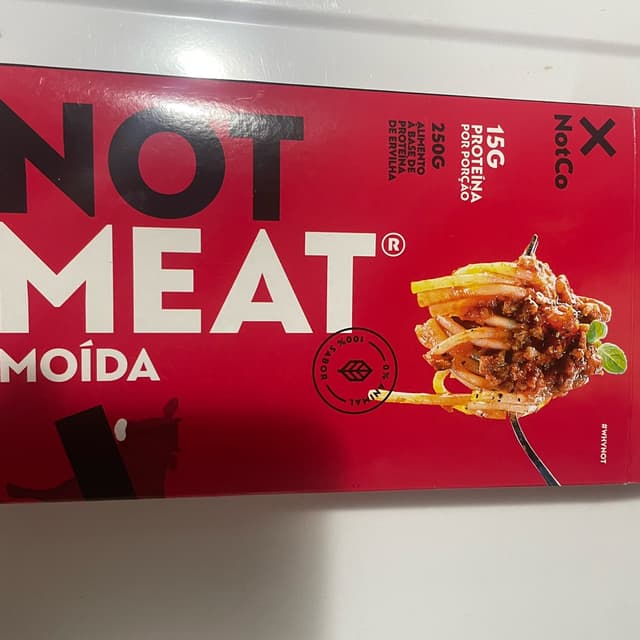 NotCo
15G
PROTEÍNA
POR PORÇÃO
250G
ALIMENTO
À BASE DE
PROTEÍNA
DE ERVILHA
NOT
MEAT®
MOÍDA
100% SABOR
0% ANIMAL
#WHYNOT